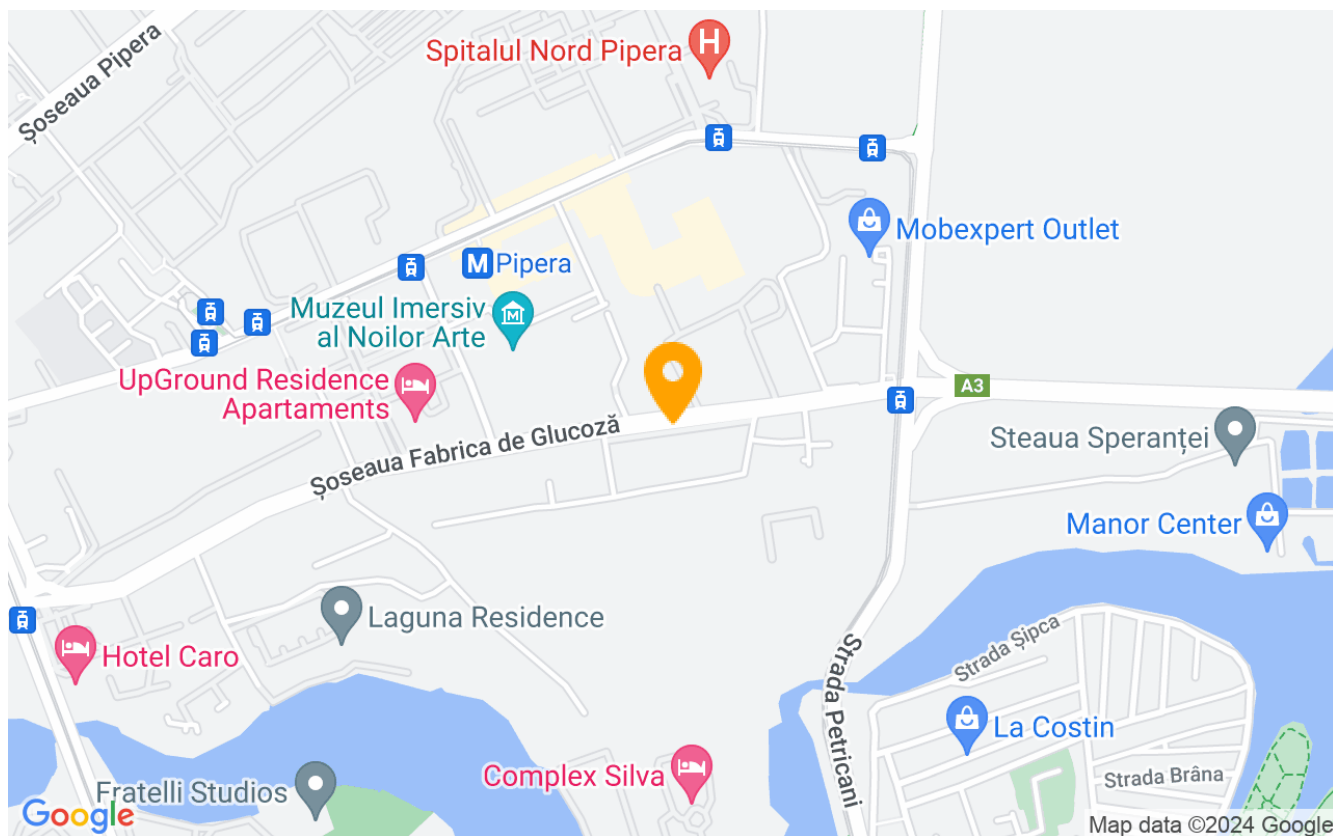 Șoseaua Pipera
Spitalul Nord Pipera
H
Mobexpert Outlet
M Pipera
Muzeul Imersiv
al Noilor Arte
M
UpGround Residence
Apartaments
A3
Șoseaua Fabrica de Glucoză
Steaua Speranței
Manor Center
Laguna Residence
Hotel Caro
Strada Șipca
Strada Petricani
La Costin
Complex Silva
Strada Brâna
Fratelli Studios
Google
Map data ©2024 Google